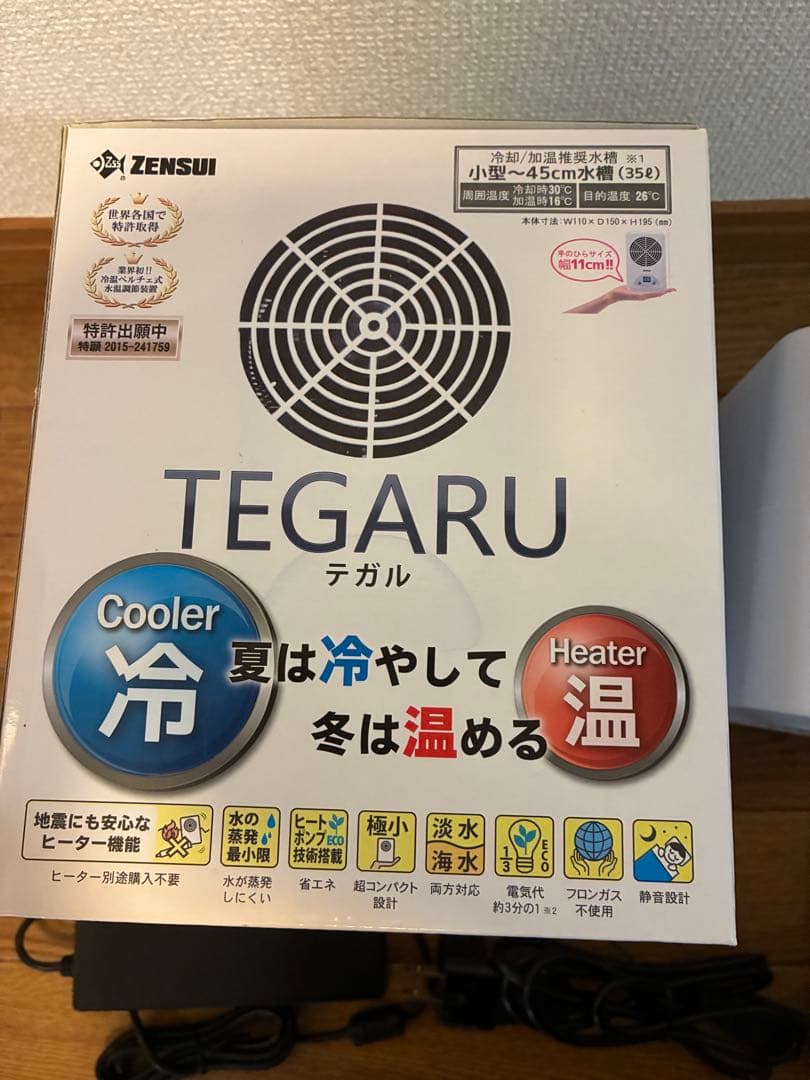 ZENSUI
世界各国で
特許取得
業界初!!
冷温ペルチェ式
水温調節装置
特許出願中
特願 2015-241759
冷却/加温推奨水槽 ※1
小型～45cm水槽(35ℓ)
周囲温度 冷却時30℃ 加温時16℃ 目的温度 26℃
本体寸法:W110×D150×H195(mm)
手のひらサイズ
幅11cm!!
TEGARU
テガル
Cooler
冷
夏は冷やして
冬は温める
Heater
温
地震にも安心な
ヒーター機能
ヒーター別途購入不要
水の
蒸発
最小限
水が蒸発
しにくい
ヒート
ポンプECO
技術搭載
省エネ
極小
超コンパクト
設計
淡水
海水
両方対応
1/3 ECO
電気代
約3分の1 ※2
フロンガス
不使用
静音設計